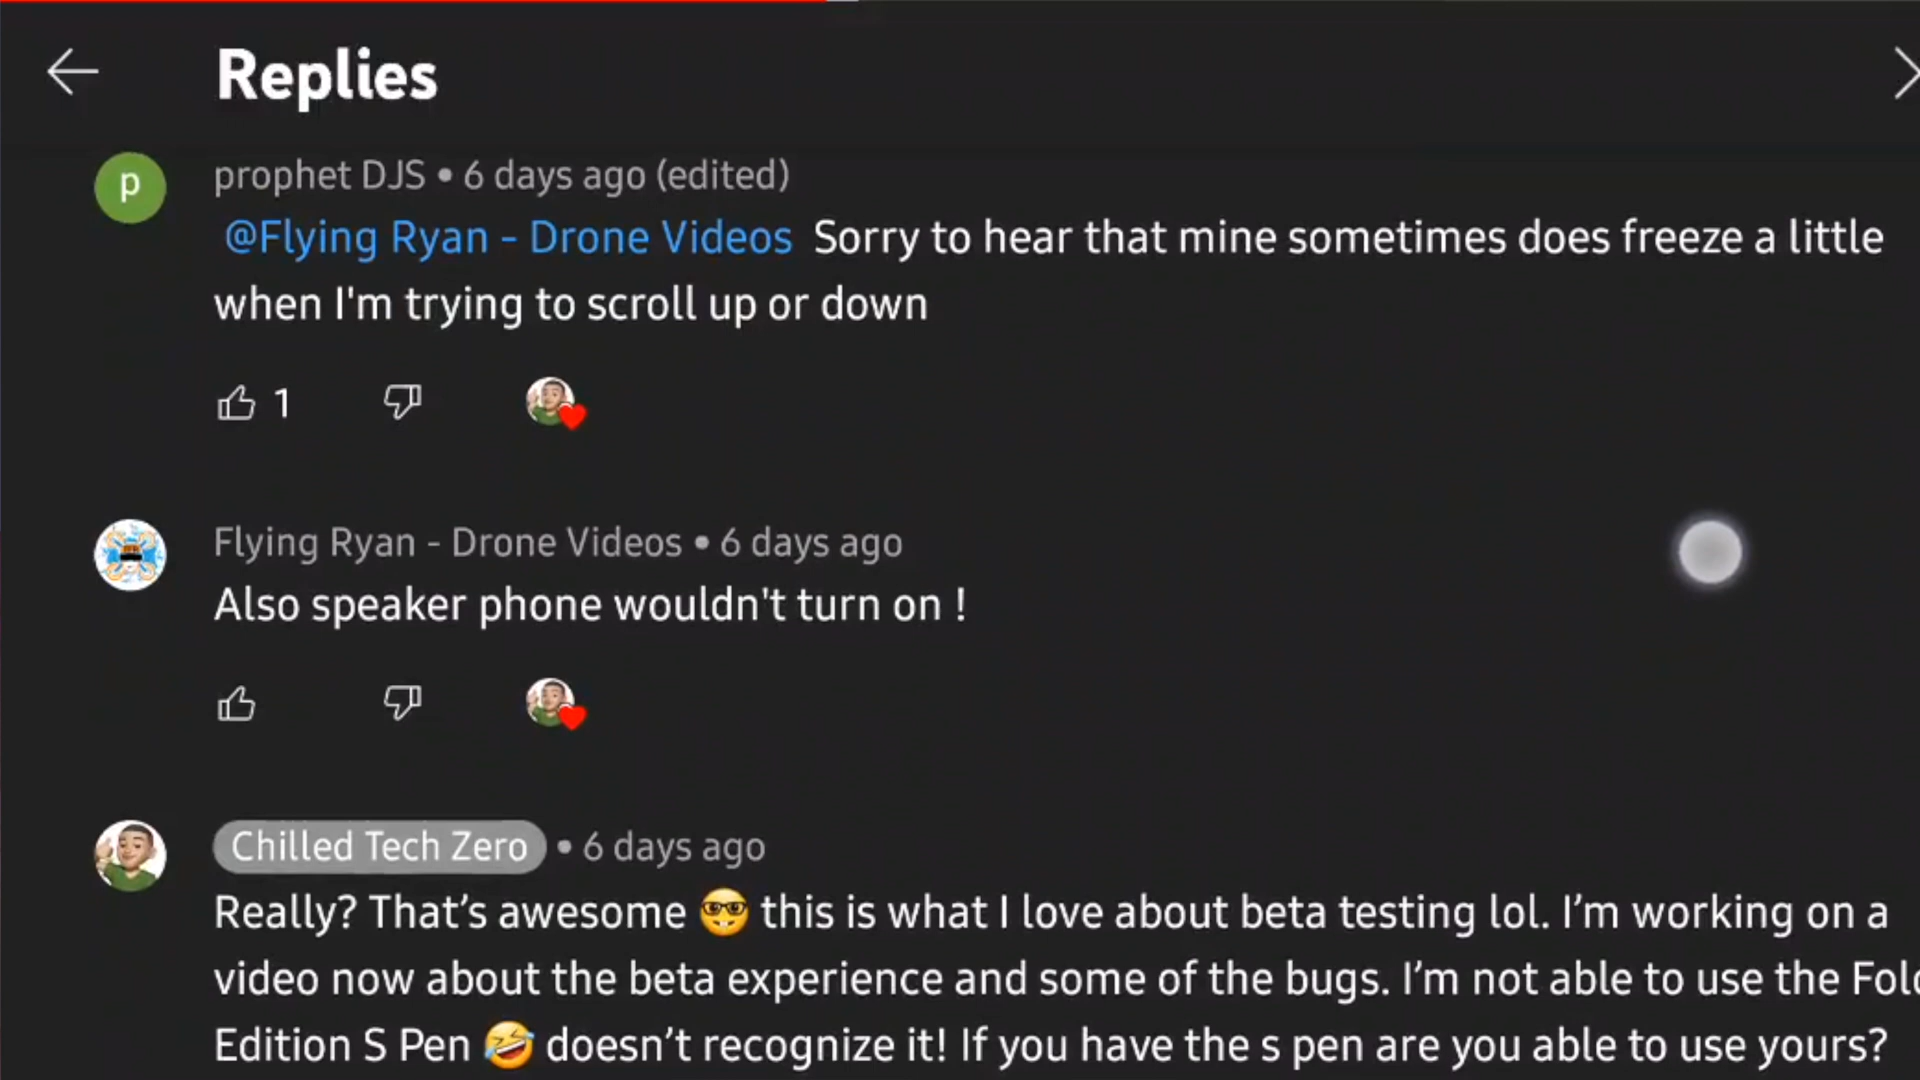 Replies
p
prophet DJS • 6 days ago (edited)
@Flying Ryan - Drone Videos Sorry to hear that mine sometimes does freeze a little
when I'm trying to scroll up or down
1
Flying Ryan - Drone Videos • 6 days ago
Also speaker phone wouldn't turn on !
Chilled Tech Zero • 6 days ago
Really? That’s awesome 🤓 this is what I love about beta testing lol. I’m working on a
video now about the beta experience and some of the bugs. I’m not able to use the Fol
Edition S Pen 🤣 doesn’t recognize it! If you have the s pen are you able to use yours?